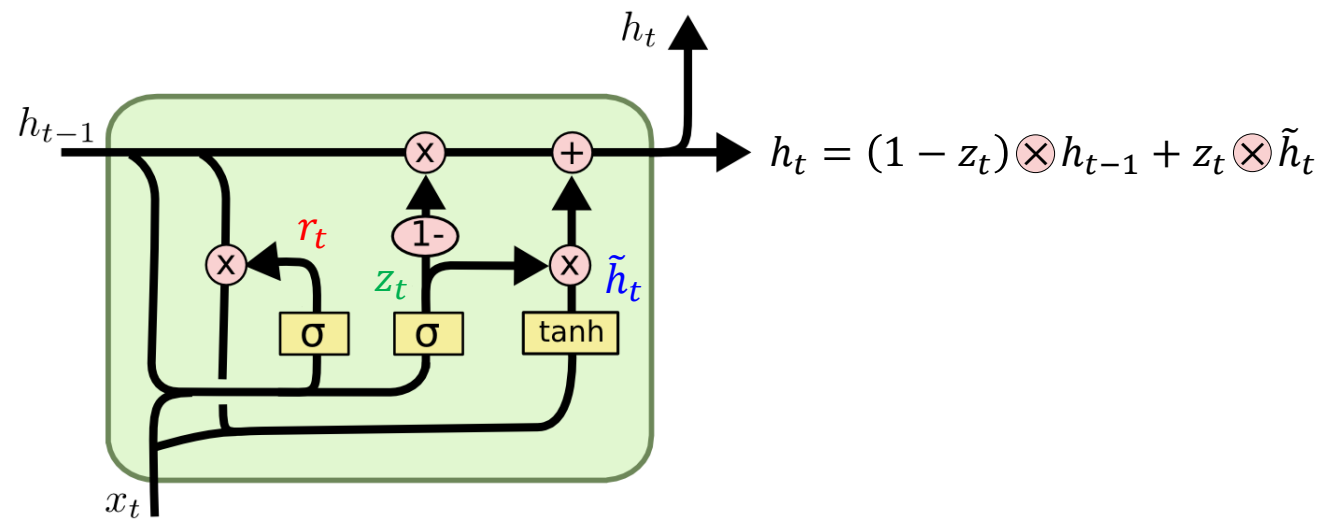 h_t
h_{t-1}
x
+
h_t = (1 − z_t) ⊗ h_{t-1} + z_t ⊗ h̃_t
1-
r_t
x
x
z_t
h̃_t
σ
σ
tanh
x_t